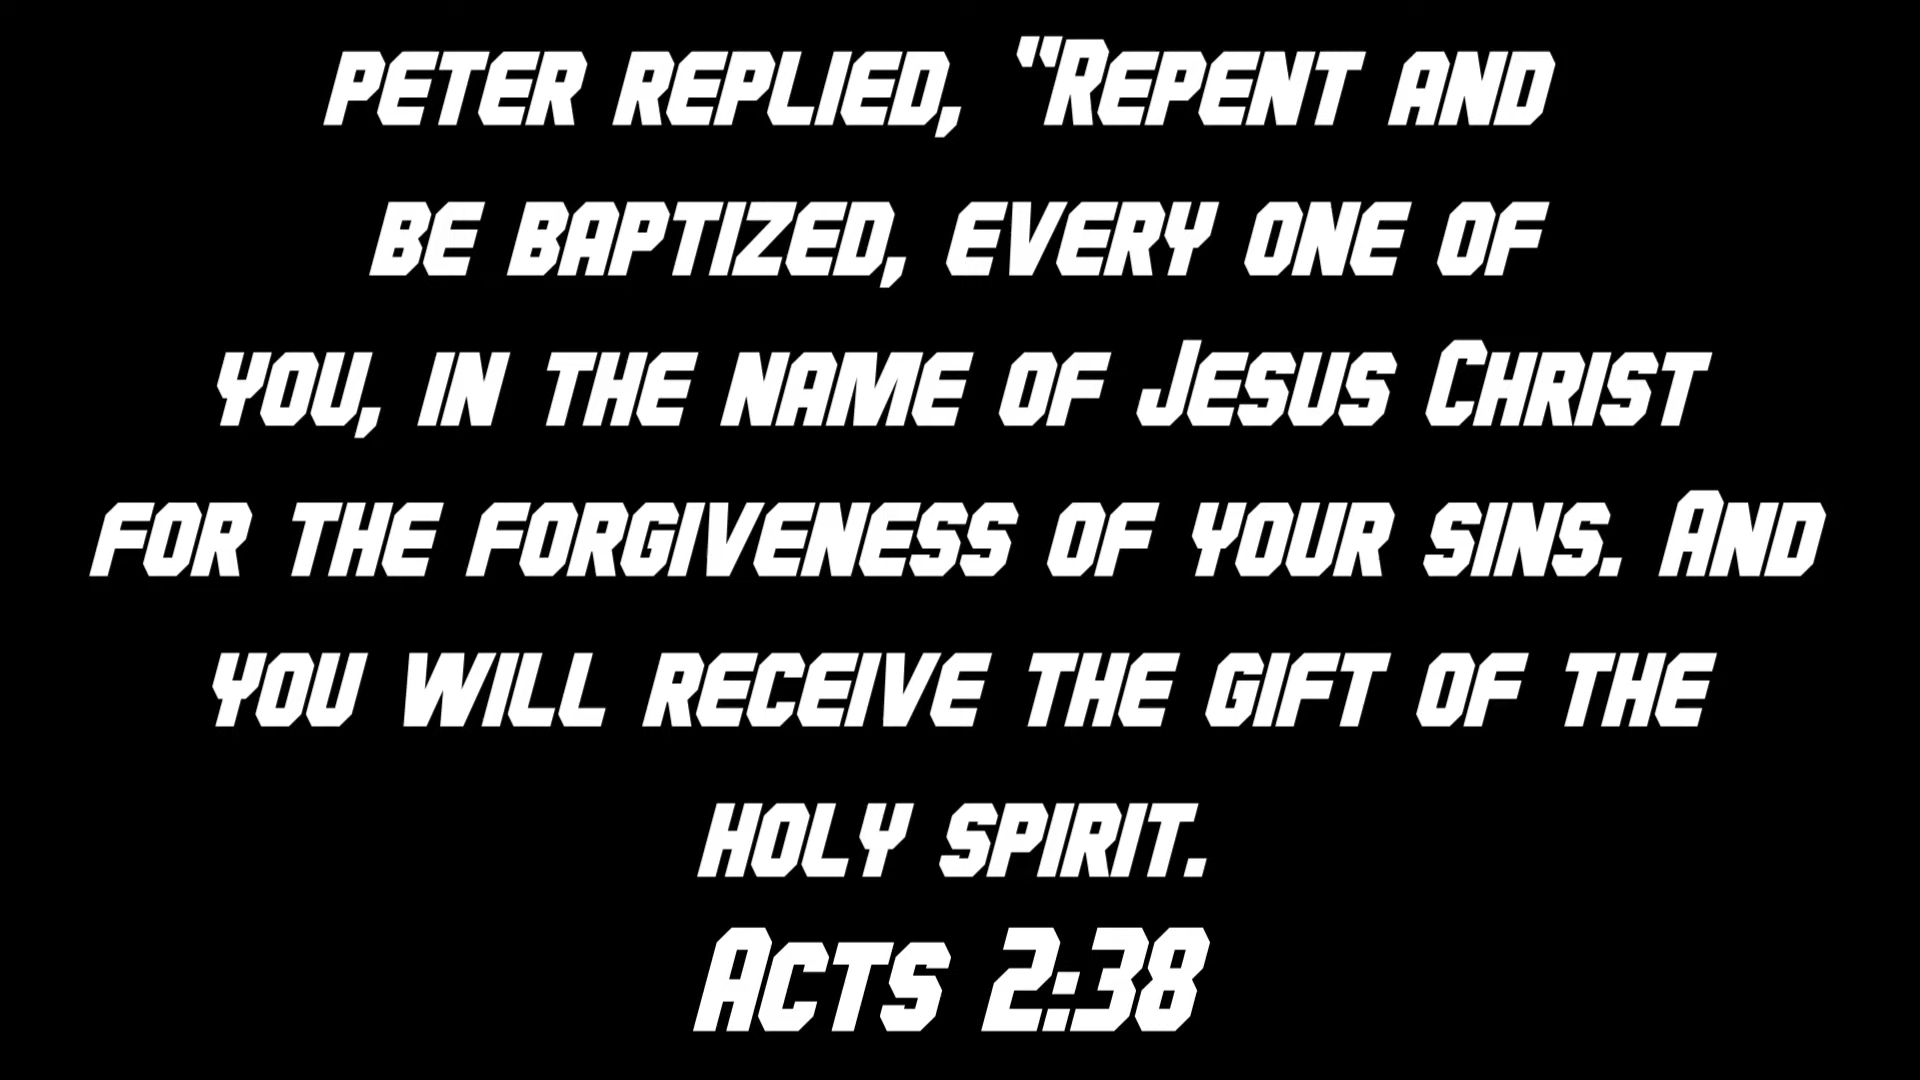 Peter replied, "Repent and
be baptized, every one of
you, in the name of Jesus Christ
for the forgiveness of your sins. And
you will receive the gift of the
holy spirit.
Acts 2:38